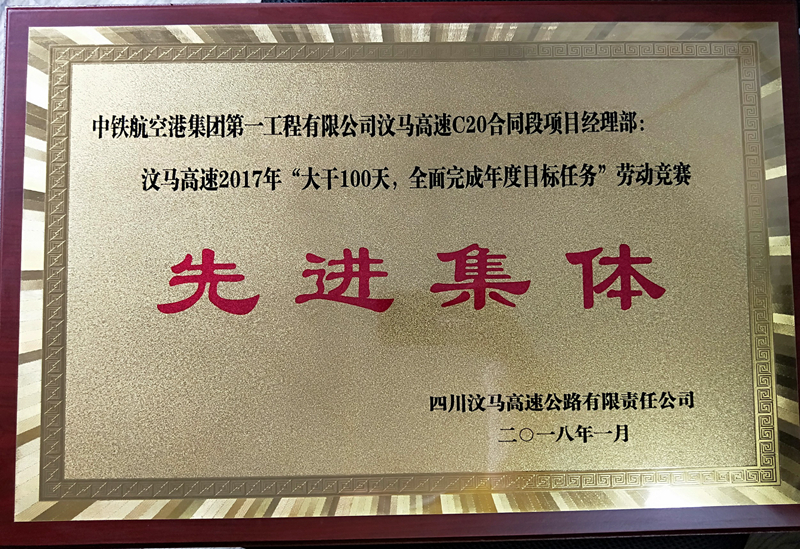 中铁航空港集团第一工程有限公司汶马高速C20合同段项目经理部：
汶马高速2017年“大干100天，全面完成年度目标任务”劳动竞赛
先进集体
四川汶马高速公路有限责任公司
二〇一八年一月